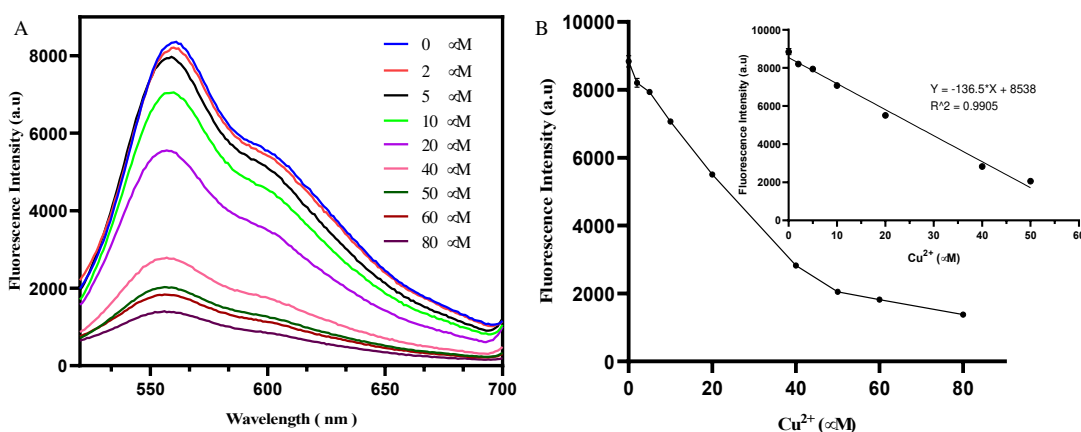 A
Fluorescence Intensity (a.u)
8000
6000
4000
2000
0
550
600
650
700
Wavelength ( nm )
0 ∝M
2 ∝M
5 ∝M
10 ∝M
20 ∝M
40 ∝M
50 ∝M
60 ∝M
80 ∝M
B
Fluorescence Intensity (a.u)
10000
8000
6000
4000
2000
0
0
20
40
60
80
Cu²⁺ (∝M)
Fluorescence Intensity (a.u)
10000
8000
6000
4000
2000
0
0
10
20
30
40
50
60
Cu²⁺ (∝M)
Y = -136.5*X + 8538
R^2 = 0.9905